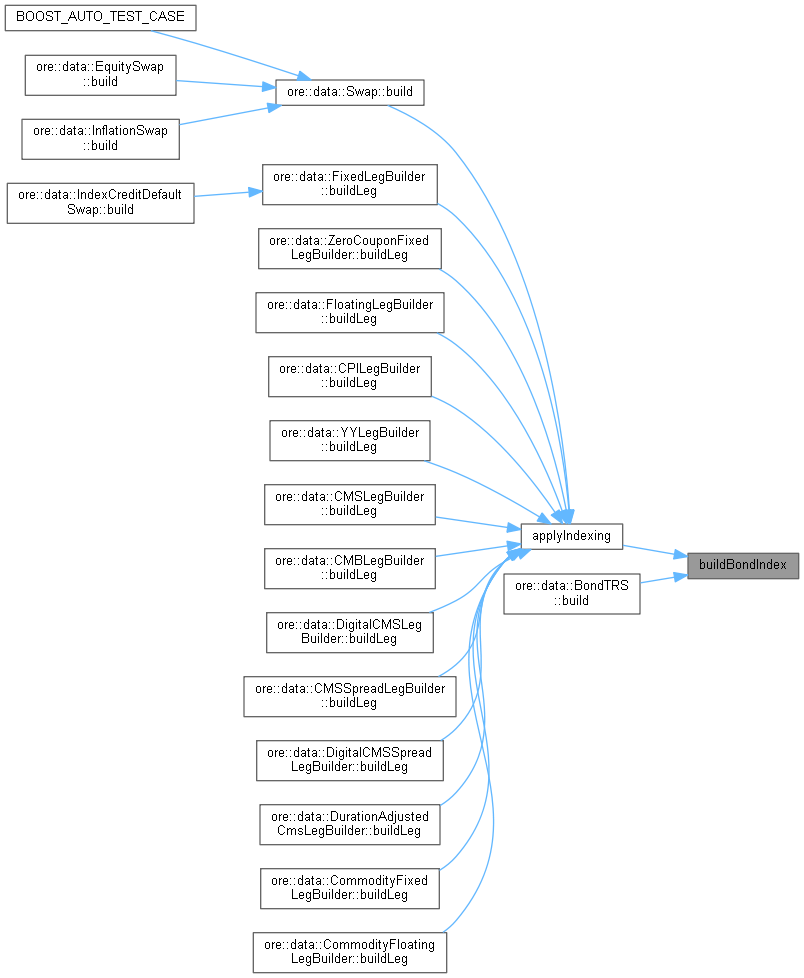 BOOST_AUTO_TEST_CASE
ore::data::EquitySwap
::build
ore::data::Swap::build
ore::data::InflationSwap
::build
ore::data::FixedLegBuilder
::buildLeg
ore::data::IndexCreditDefault
Swap::build
ore::data::ZeroCouponFixed
LegBuilder::buildLeg
ore::data::FloatingLegBuilder
::buildLeg
ore::data::CPILegBuilder
::buildLeg
ore::data::YYLegBuilder
::buildLeg
ore::data::CMSLegBuilder
::buildLeg
applyIndexing
ore::data::CMBLegBuilder
::buildLeg
buildBondIndex
ore::data::BondTRS
::build
ore::data::DigitalCMSLeg
Builder::buildLeg
ore::data::CMSSpreadLegBuilder
::buildLeg
ore::data::DigitalCMSSpread
LegBuilder::buildLeg
ore::data::DurationAdjusted
CmsLegBuilder::buildLeg
ore::data::CommodityFixed
LegBuilder::buildLeg
ore::data::CommodityFloating
LegBuilder::buildLeg